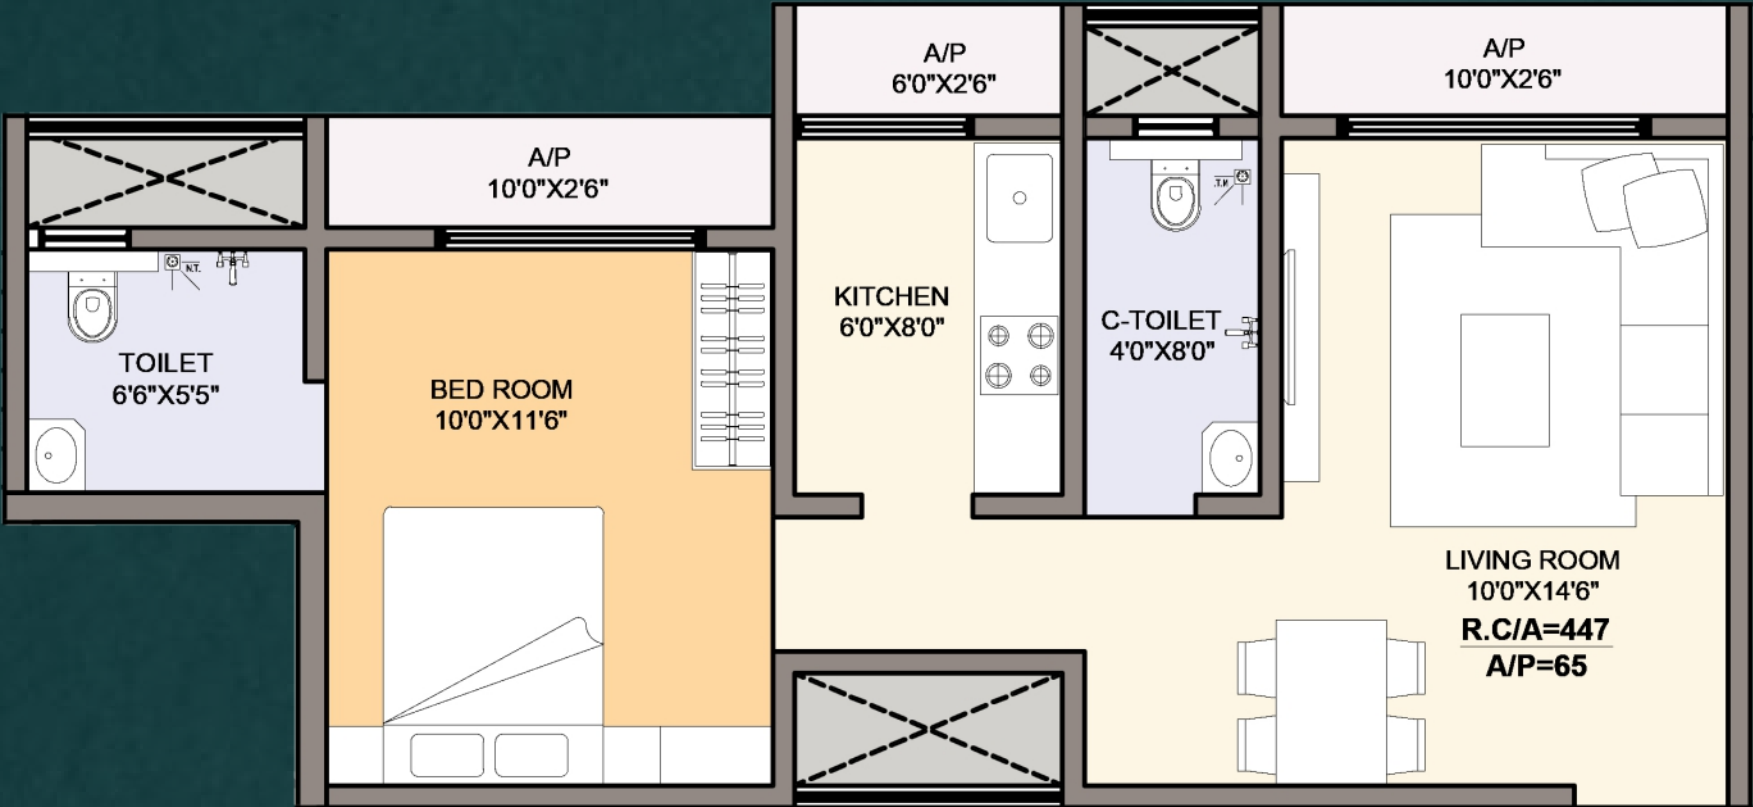 A/P
6'0"X2'6"
A/P
10'0"X2'6"
A/P
10'0"X2'6"
N.T.
N.T.
TOILET
6'6"X5'5"
BED ROOM
10'0"X11'6"
KITCHEN
6'0"X8'0"
C-TOILET
4'0"X8'0"
LIVING ROOM
10'0"X14'6"
R.C/A=447
A/P=65